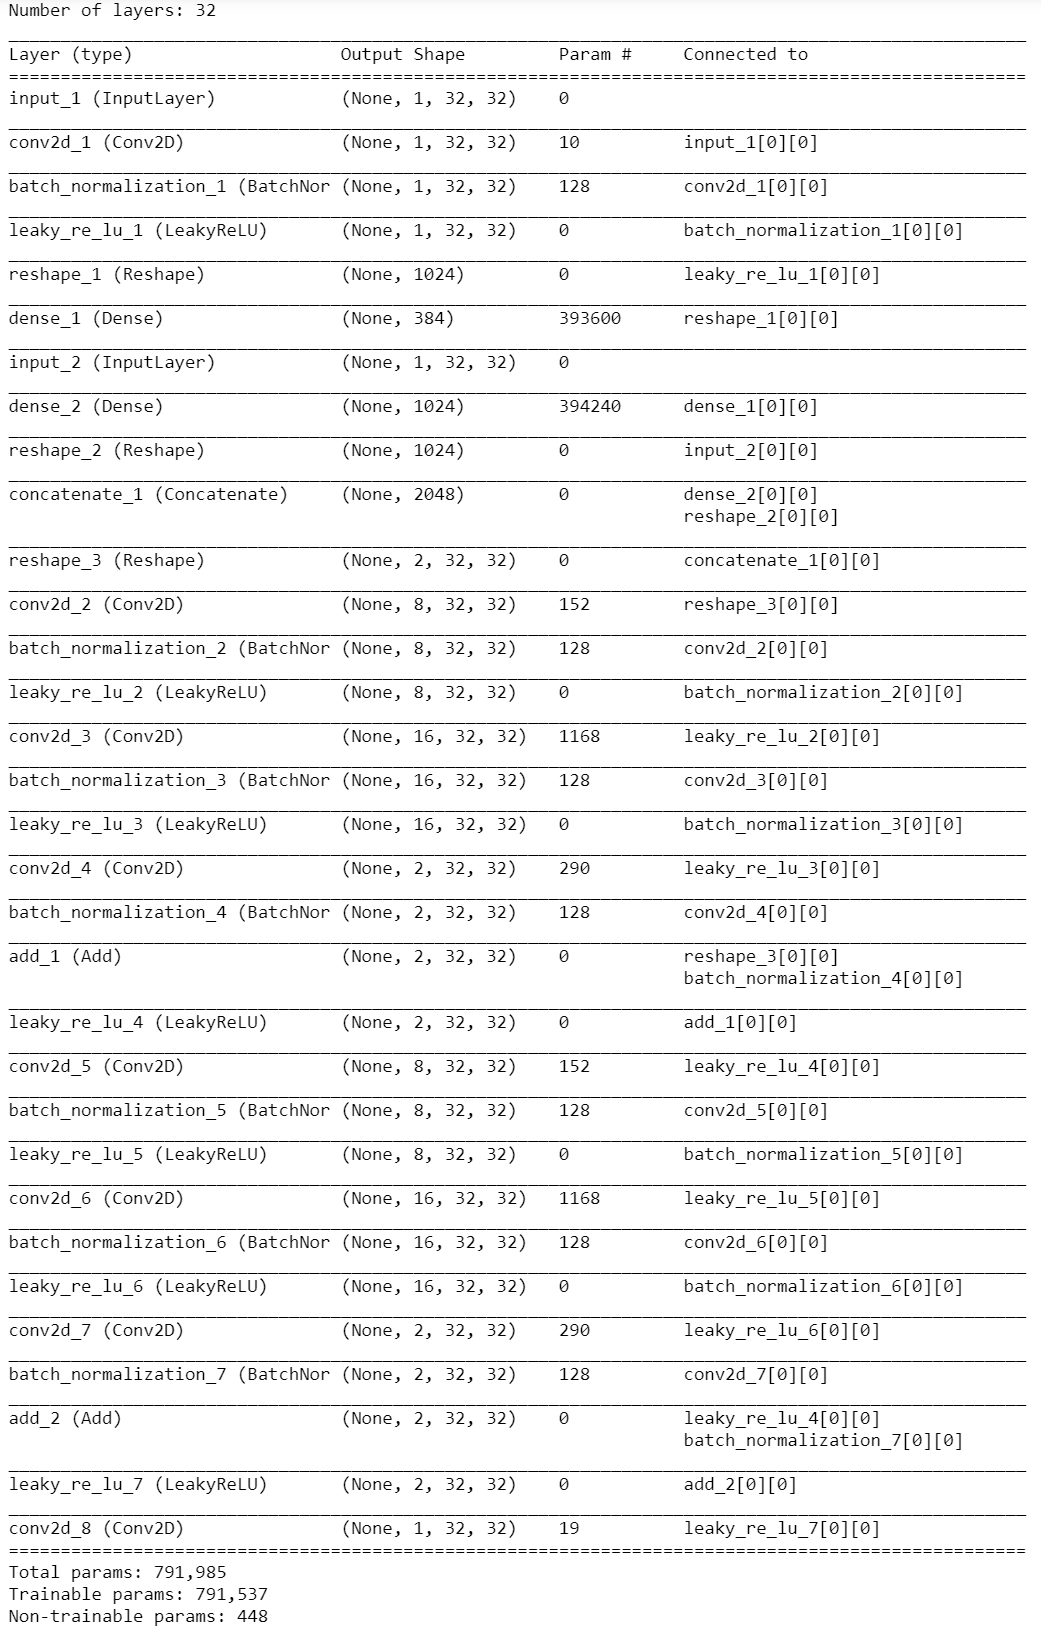 Number of layers: 32
Layer (type) Output Shape Param # Connected to
input_1 (InputLayer) (None, 1, 32, 32) 0
conv2d_1 (Conv2D) (None, 1, 32, 32) 10 input_1[0][0]
batch_normalization_1 (BatchNor (None, 1, 32, 32) 128 conv2d_1[0][0]
leaky_re_lu_1 (LeakyReLU) (None, 1, 32, 32) 0 batch_normalization_1[0][0]
reshape_1 (Reshape) (None, 1024) 0 leaky_re_lu_1[0][0]
dense_1 (Dense) (None, 384) 393600 reshape_1[0][0]
input_2 (InputLayer) (None, 1, 32, 32) 0
dense_2 (Dense) (None, 1024) 394240 dense_1[0][0]
reshape_2 (Reshape) (None, 1024) 0 input_2[0][0]
concatenate_1 (Concatenate) (None, 2048) 0 dense_2[0][0]
reshape_2[0][0]
reshape_3 (Reshape) (None, 2, 32, 32) 0 concatenate_1[0][0]
conv2d_2 (Conv2D) (None, 8, 32, 32) 152 reshape_3[0][0]
batch_normalization_2 (BatchNor (None, 8, 32, 32) 128 conv2d_2[0][0]
leaky_re_lu_2 (LeakyReLU) (None, 8, 32, 32) 0 batch_normalization_2[0][0]
conv2d_3 (Conv2D) (None, 16, 32, 32) 1168 leaky_re_lu_2[0][0]
batch_normalization_3 (BatchNor (None, 16, 32, 32) 128 conv2d_3[0][0]
leaky_re_lu_3 (LeakyReLU) (None, 16, 32, 32) 0 batch_normalization_3[0][0]
conv2d_4 (Conv2D) (None, 2, 32, 32) 290 leaky_re_lu_3[0][0]
batch_normalization_4 (BatchNor (None, 2, 32, 32) 128 conv2d_4[0][0]
add_1 (Add) (None, 2, 32, 32) 0 reshape_3[0][0]
batch_normalization_4[0][0]
leaky_re_lu_4 (LeakyReLU) (None, 2, 32, 32) 0 add_1[0][0]
conv2d_5 (Conv2D) (None, 8, 32, 32) 152 leaky_re_lu_4[0][0]
batch_normalization_5 (BatchNor (None, 8, 32, 32) 128 conv2d_5[0][0]
leaky_re_lu_5 (LeakyReLU) (None, 8, 32, 32) 0 batch_normalization_5[0][0]
conv2d_6 (Conv2D) (None, 16, 32, 32) 1168 leaky_re_lu_5[0][0]
batch_normalization_6 (BatchNor (None, 16, 32, 32) 128 conv2d_6[0][0]
leaky_re_lu_6 (LeakyReLU) (None, 16, 32, 32) 0 batch_normalization_6[0][0]
conv2d_7 (Conv2D) (None, 2, 32, 32) 290 leaky_re_lu_6[0][0]
batch_normalization_7 (BatchNor (None, 2, 32, 32) 128 conv2d_7[0][0]
add_2 (Add) (None, 2, 32, 32) 0 leaky_re_lu_4[0][0]
batch_normalization_7[0][0]
leaky_re_lu_7 (LeakyReLU) (None, 2, 32, 32) 0 add_2[0][0]
conv2d_8 (Conv2D) (None, 1, 32, 32) 19 leaky_re_lu_7[0][0]
Total params: 791,985
Trainable params: 791,537
Non-trainable params: 448